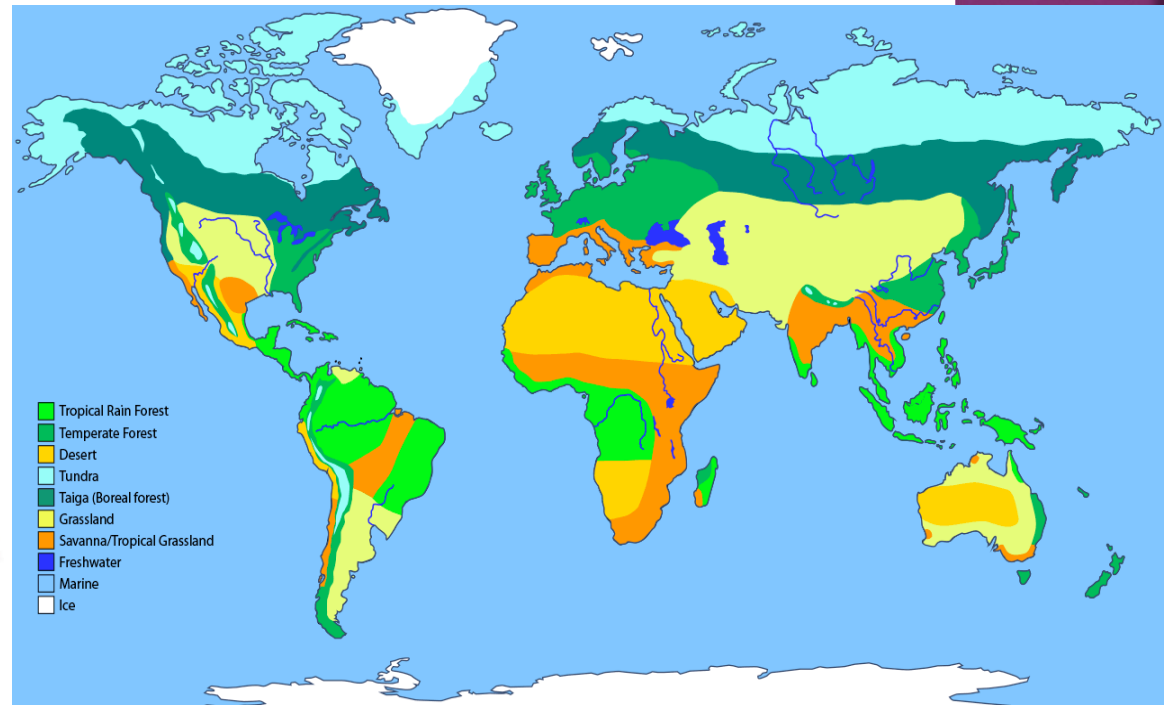 Tropical Rain Forest
Temperate Forest
Desert
Tundra
Taiga (Boreal forest)
Grassland
Savanna/Tropical Grassland
Freshwater
Marine
Ice